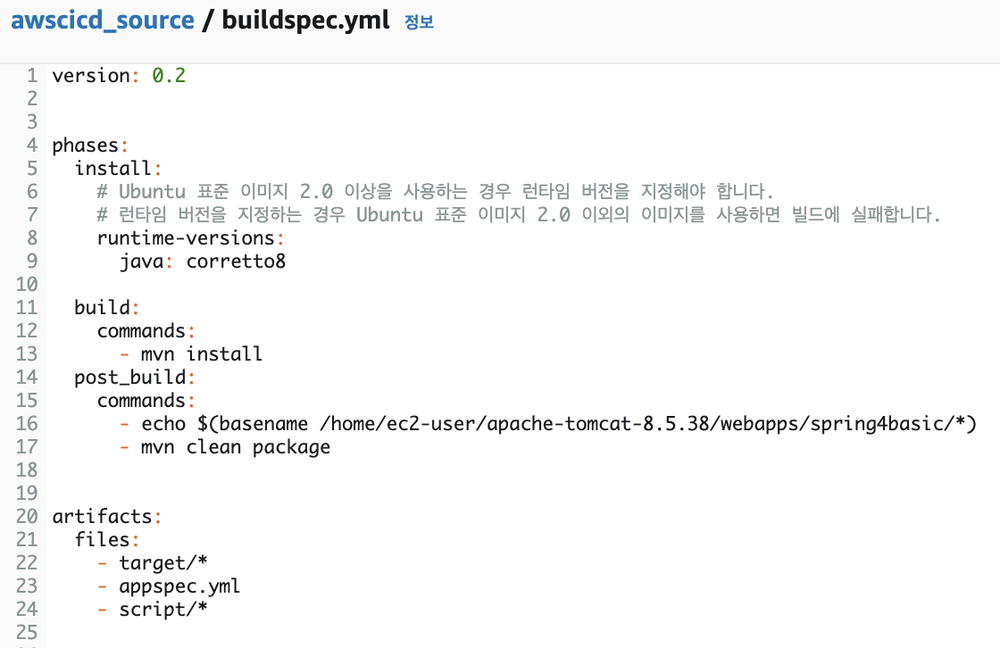 awscicd_source / buildspec.yml 정보
1 version: 0.2
2
3
4 phases:
5   install:
6     # Ubuntu 표준 이미지 2.0 이상을 사용하는 경우 런타임 버전을 지정해야 합니다.
7     # 런타임 버전을 지정하는 경우 Ubuntu 표준 이미지 2.0 이외의 이미지를 사용하면 빌드에 실패합니다.
8     runtime-versions:
9       java: corretto8
10
11   build:
12     commands:
13       - mvn install
14   post_build:
15     commands:
16       - echo $(basename /home/ec2-user/apache-tomcat-8.5.38/webapps/spring4basic/*)
17       - mvn clean package
18
19
20 artifacts:
21   files:
22     - target/*
23     - appspec.yml
24     - script/*
25